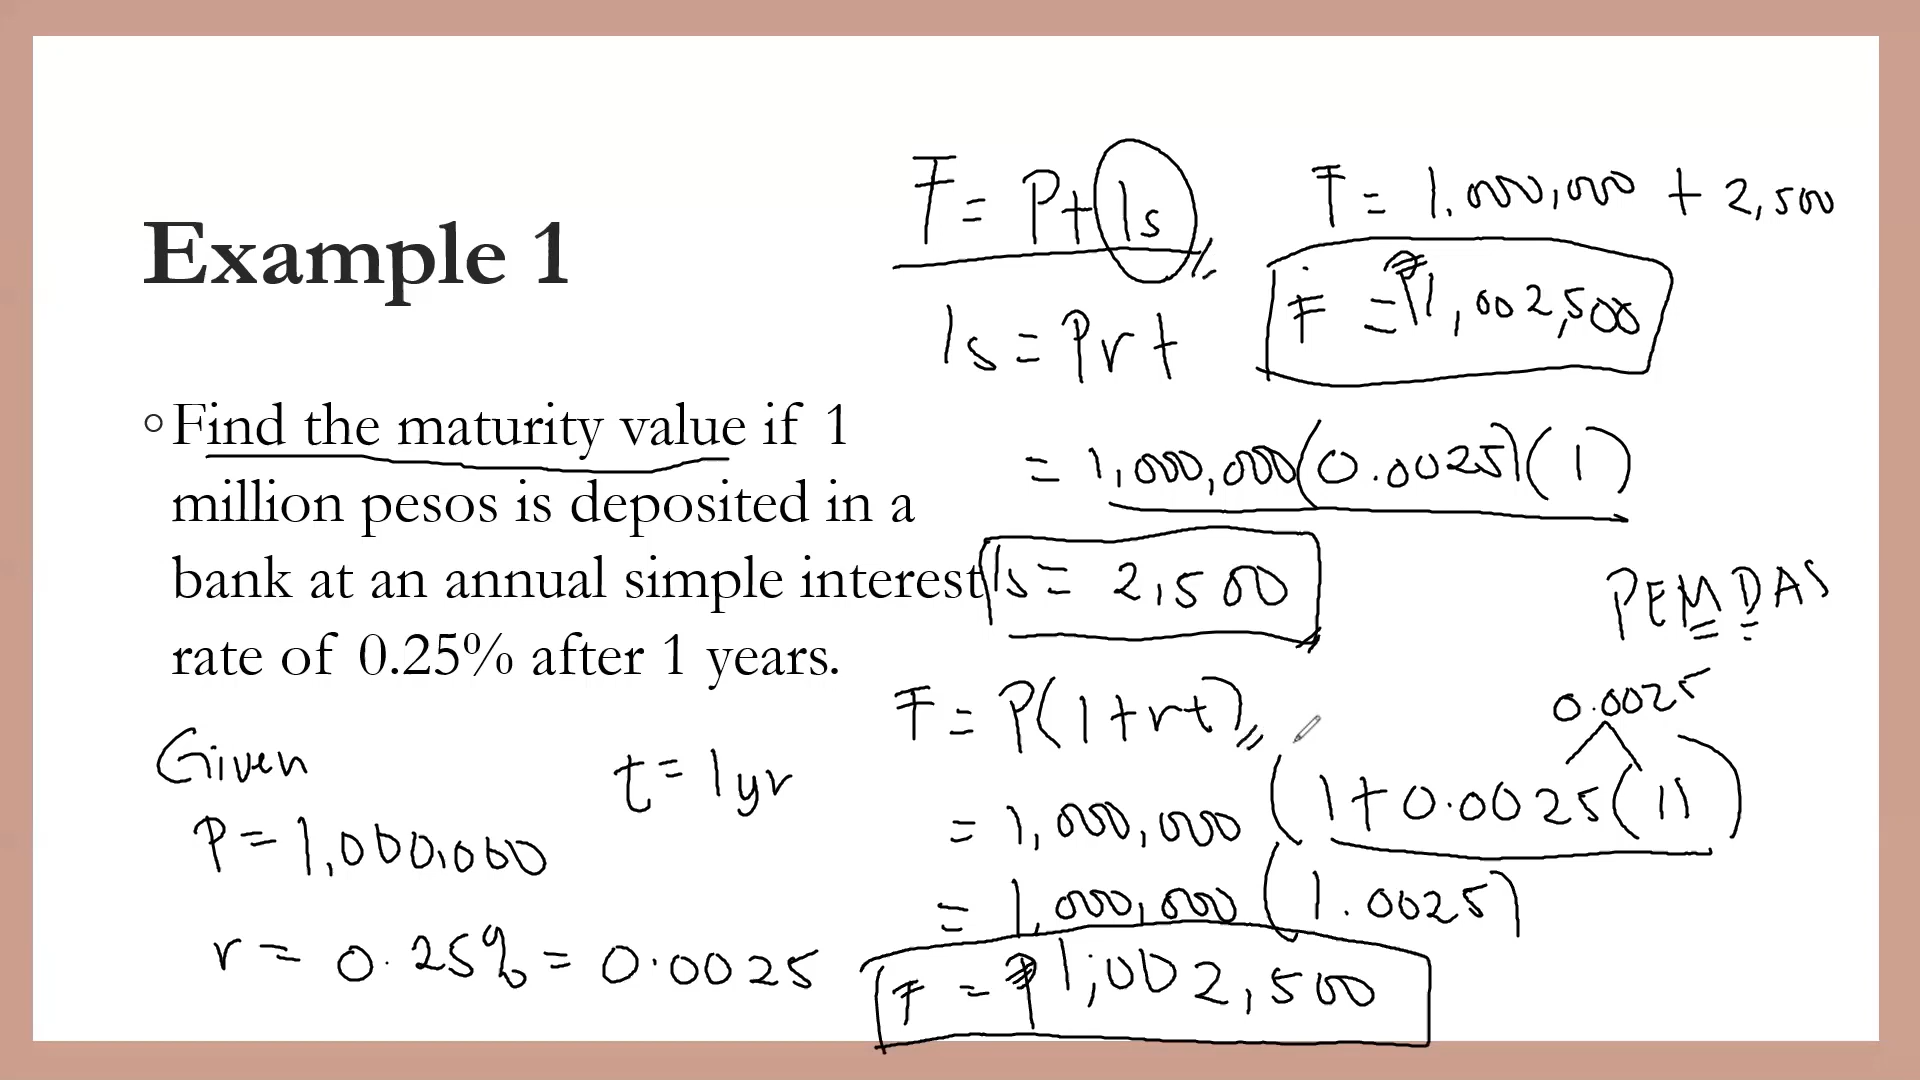 Example 1
◦Find the maturity value if 1
million pesos is deposited in a
bank at an annual simple interest
rate of 0.25% after 1 years.
Given
P = 1,000,000
t = 1 yr
r = 0.25% = 0.0025
F = P + Is
Is = Prt
= 1,000,000(0.0025)(1)
Is = 2,500
F = 1,000,000 + 2,500
F = ₱1,002,500
PEMDAS
F = P(1+rt)
0.0025
= 1,000,000 (1+0.0025(1))
= 1,000,000 (1.0025)
F = ₱1,002,500